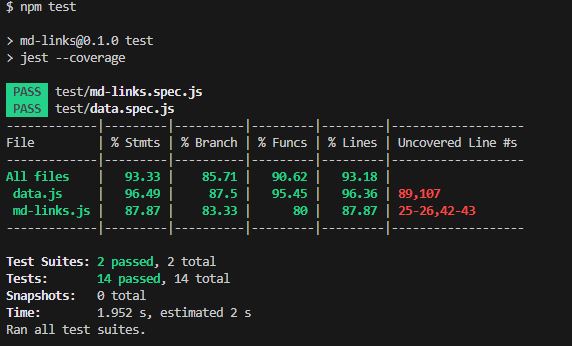 $ npm test
> md-links@0.1.0 test
> jest --coverage
PASS test/md-links.spec.js
PASS test/data.spec.js
-------------|---------|----------|---------|---------|-------------------
File         | % Stmts | % Branch | % Funcs | % Lines | Uncovered Line #s
-------------|---------|----------|---------|---------|-------------------
All files    |   93.33 |    85.71 |   90.62 |   93.18 |
 data.js     |   96.49 |     87.5 |   95.45 |   96.36 | 89,107
 md-links.js |   87.87 |    83.33 |      80 |   87.87 | 25-26,42-43
-------------|---------|----------|---------|---------|-------------------
Test Suites: 2 passed, 2 total
Tests:       14 passed, 14 total
Snapshots:   0 total
Time:        1.952 s, estimated 2 s
Ran all test suites.